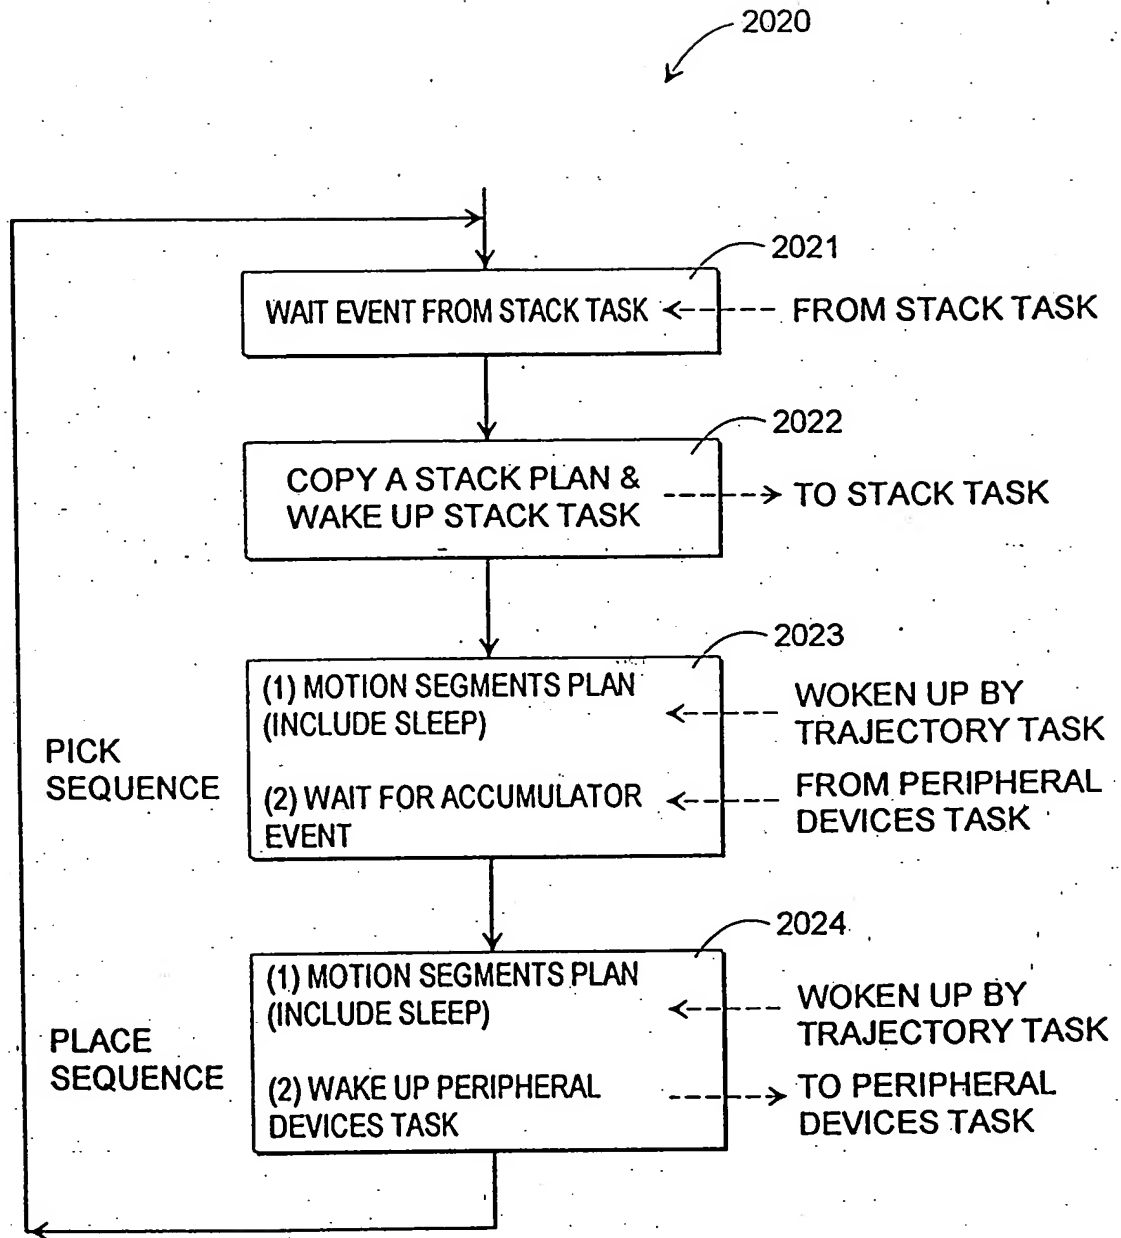 2020
2021
WAIT EVENT FROM STACK TASK
FROM STACK TASK
2022
COPY A STACK PLAN &
WAKE UP STACK TASK
TO STACK TASK
2023
PICK
SEQUENCE
(1) MOTION SEGMENTS PLAN
(INCLUDE SLEEP)
WOKEN UP BY
TRAJECTORY TASK
(2) WAIT FOR ACCUMULATOR
EVENT
FROM PERIPHERAL
DEVICES TASK
2024
PLACE
SEQUENCE
(1) MOTION SEGMENTS PLAN
(INCLUDE SLEEP)
WOKEN UP BY
TRAJECTORY TASK
(2) WAKE UP PERIPHERAL
DEVICES TASK
TO PERIPHERAL
DEVICES TASK